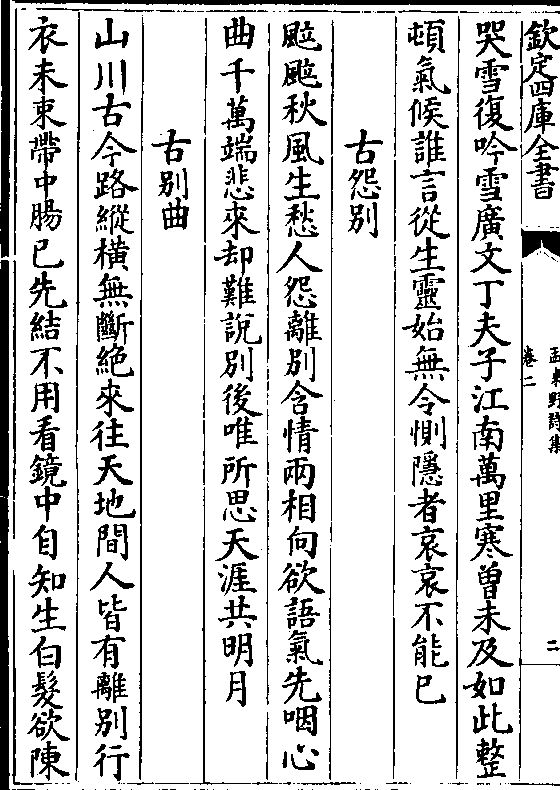 欽定四庫全書
孟東野詩集
卷二
二
哭雪復吟雪廣文丁夫子江南萬里寒曾未及如此整
頓氣候誰言從生靈始無令惻隱者哀哀不能已
古怨別
颭颭秋風生愁人怨離別含情兩相向欲語氣先咽心
曲千萬端悲來却難說別後唯所思天涯共明月
古别曲
山川古今路縱横無斷絶來往天地間人皆有離别行
衣未束帶中腸已先結不用看鏡中自知生白髮欲陳